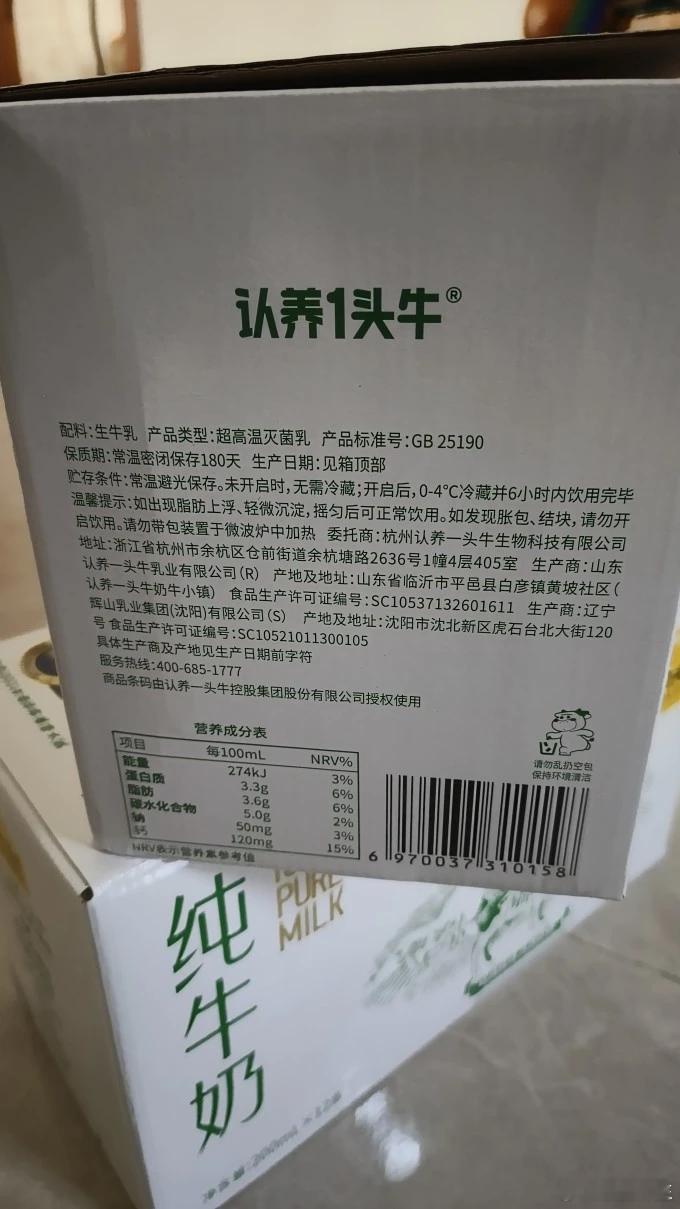 认养1头牛®
配料:生牛乳 产品类型:超高温灭菌乳 产品标准号:GB 25190
保质期:常温密闭保存180天 生产日期:见箱顶部
贮存条件:常温避光保存。未开启时,无需冷藏;开启后,0-4℃冷藏并6小时内饮用完毕
温馨提示:如出现脂肪上浮、轻微沉淀,摇匀后可正常饮用。如发现胀包、结块,请勿开
启饮用。请勿带包装置于微波炉中加热 委托商:杭州认养一头牛生物科技有限公司
地址:浙江省杭州市余杭区仓前街道余杭塘路2636号1幢4层405室 生产商:山东
认养一头牛乳业有限公司(R) 产地及地址:山东省临沂市平邑县白彦镇黄坡社区(
认养一头牛奶牛小镇) 食品生产许可证编号:SC10537132601611 生产商:辽宁
辉山乳业集团(沈阳)有限公司(S) 产地及地址:沈阳市沈北新区虎石台北大街120
号 食品生产许可证编号:SC10521011300105
具体生产商及产地见生产日期前字符
服务热线:400-685-1777
商品条码由认养一头牛控股集团股份有限公司授权使用
营养成分表
项目 每100mL NRV%
能量 274kJ 3%
蛋白质 3.3g 6%
脂肪 3.6g 6%
碳水化合物 5.0g 2%
钠 50mg 3%
钙 120mg 15%
NRV表示营养素参考值
请勿乱扔空包
保持环境清洁
6 970037 310158
PURE
MILK
纯牛奶